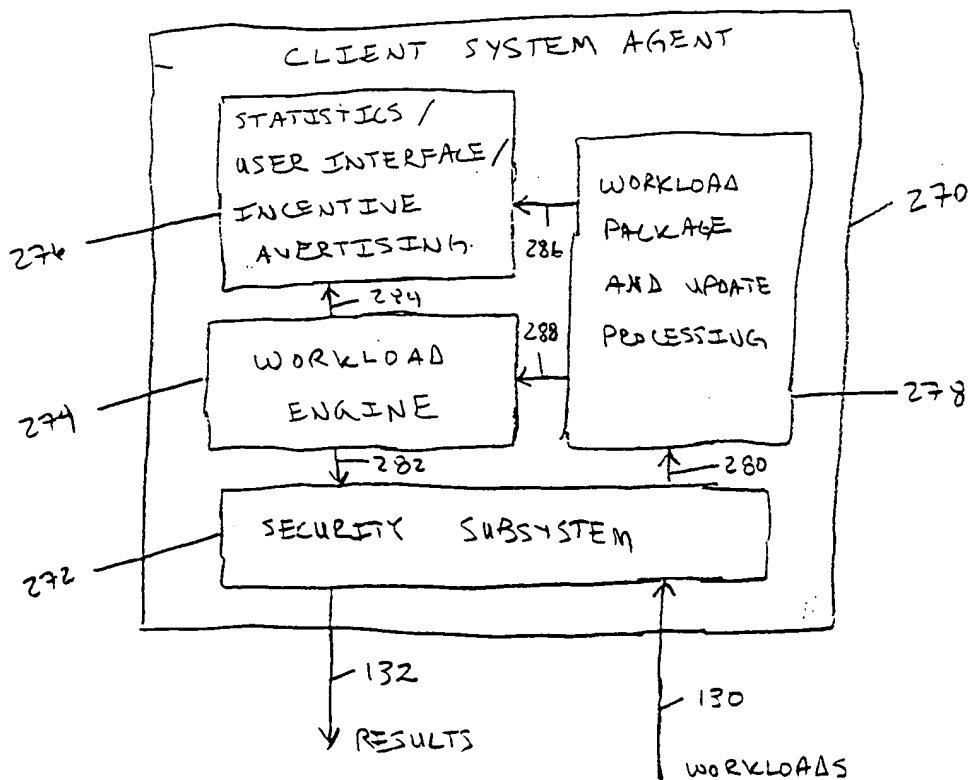 CLIENT SYSTEM AGENT
STATISTICS /
USER INTERFACE /
INCENTIVE
AVERTISING
WORKLOAD
PACKAGE
AND UPDATE
PROCESSING
270
276
286
284
288
WORKLOAD
ENGINE
278
274
282
280
SECURITY SUBSYSTEM
272
132
130
RESULTS
WORKLOADS